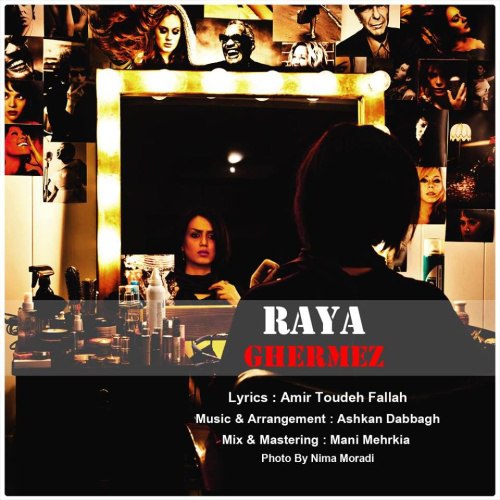 RAYA
GHERMEZ
Lyrics : Amir Toudeh Fallah
Music & Arrangement : Ashkan Dabbagh
Mix & Mastering : Mani Mehrkia
Photo By Nima Moradi